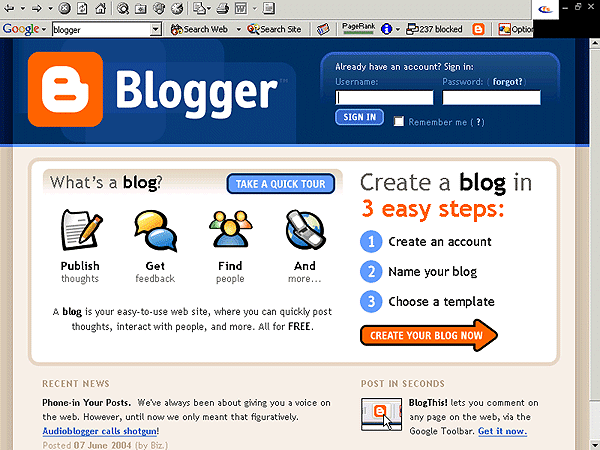 Google
blogger
Search Web
Search Site
PageRank
237 blocked
Option
Blogger™
Already have an account? Sign in:
Username:
Password: ( forgot? )
SIGN IN
Remember me ( ? )
What's a blog?
TAKE A QUICK TOUR
Publish
thoughts
Get
feedback
Find
people
And
more...
A blog is your easy-to-use web site, where you can quickly post
thoughts, interact with people, and more. All for FREE.
Create a blog in
3 easy steps:
1 Create an account
2 Name your blog
3 Choose a template
CREATE YOUR BLOG NOW
RECENT NEWS
Phone-in Your Posts. We've always been about giving you a voice on
the web. However, until now we only meant that figuratively.
Audioblogger calls shotgun!
Posted 07 June 2004 (by Biz.)
POST IN SECONDS
BlogThis! lets you comment on
any page on the web, via the
Google Toolbar. Get it now.